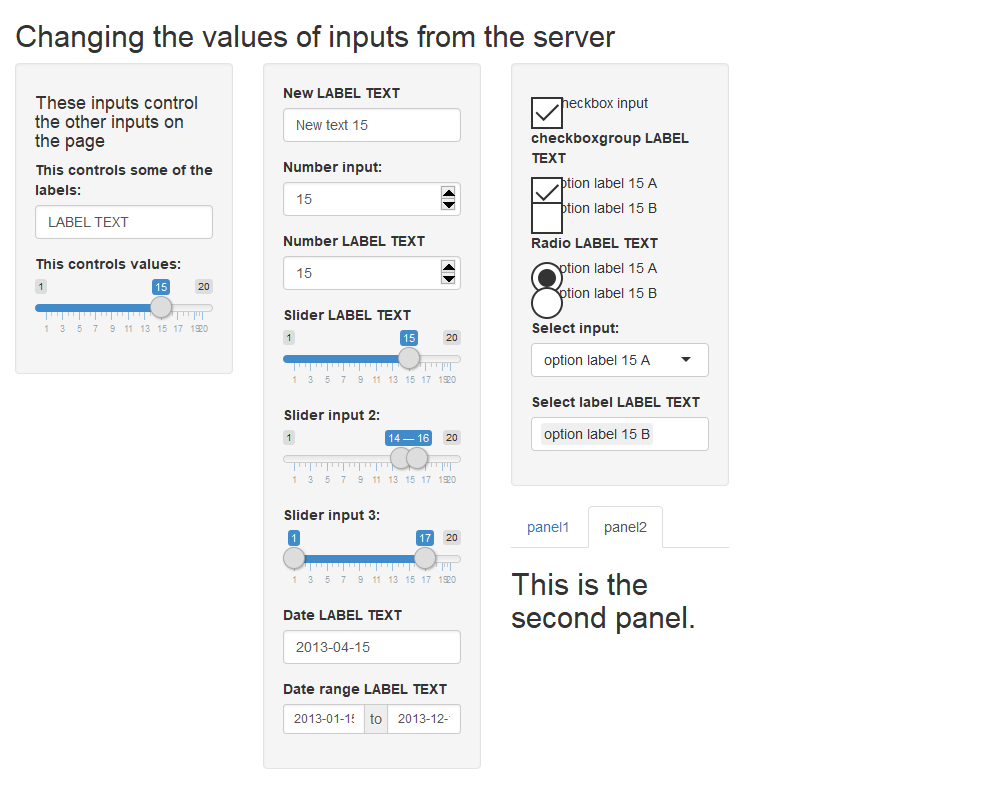 Changing the values of inputs from the server
These inputs control
the other inputs on
the page
This controls some of the
labels:
LABEL TEXT
This controls values:
1 15 20
1 3 5 7 9 11 13 15 17 19 20
New LABEL TEXT
New text 15
Number input:
15
Number LABEL TEXT
15
Slider LABEL TEXT
1 15 20
1 3 5 7 9 11 13 15 17 19 20
Slider input 2:
1 14 — 16 20
1 3 5 7 9 11 13 15 17 19 20
Slider input 3:
1 17 20
1 3 5 7 9 11 13 15 17 19 20
Date LABEL TEXT
2013-04-15
Date range LABEL TEXT
2013-01-15 to 2013-12-
heckbox input
checkboxgroup LABEL
TEXT
ption label 15 A
ption label 15 B
Radio LABEL TEXT
ption label 15 A
ption label 15 B
Select input:
option label 15 A
Select label LABEL TEXT
option label 15 B
panel1 panel2
This is the
second panel.